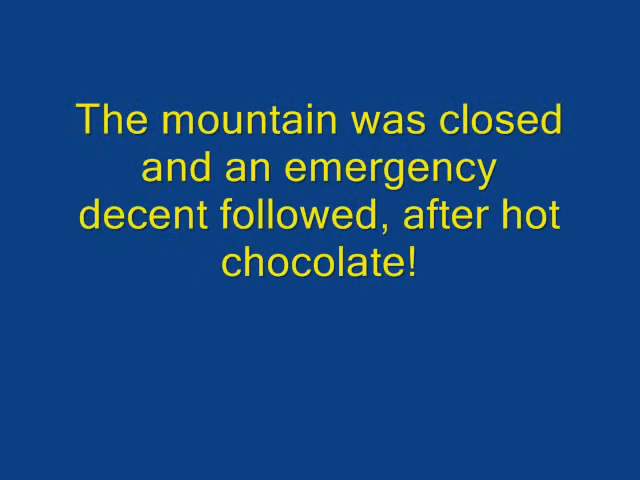 The mountain was closed
and an emergency
decent followed, after hot
chocolate!